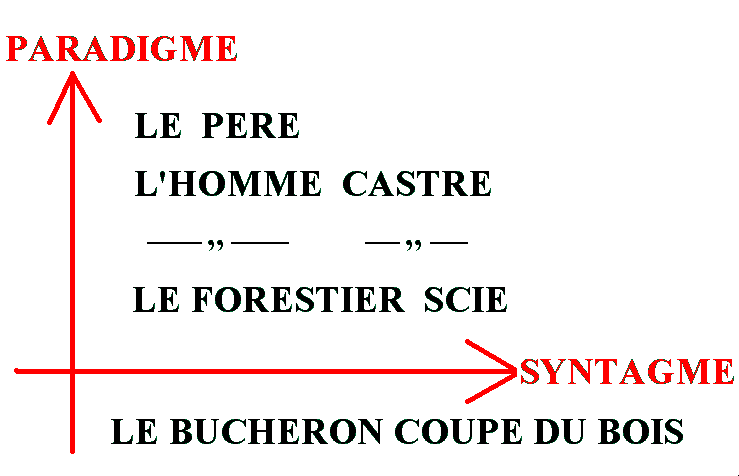 PARADIGME
LE PERE
L'HOMME CASTRE
—„— —„—
LE FORESTIER SCIE
SYNTAGME
LE BUCHERON COUPE DU BOIS